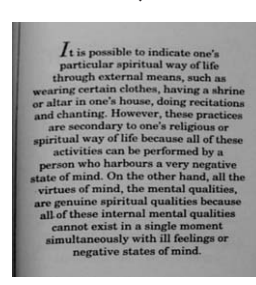 It is possible to indicate one's
particular spiritual way of life
through external means, such as
wearing certain clothes, having a shrine
or altar in one's house, doing recitations
and chanting. However, these practices
are secondary to one's religious or
spiritual way of life because all of these
activities can be performed by a
person who harbours a very negative
state of mind. On the other hand, all the
virtues of mind, the mental qualities,
are genuine spiritual qualities because
all of these internal mental qualities
cannot exist in a single moment
simultaneously with ill feelings or
negative states of mind.